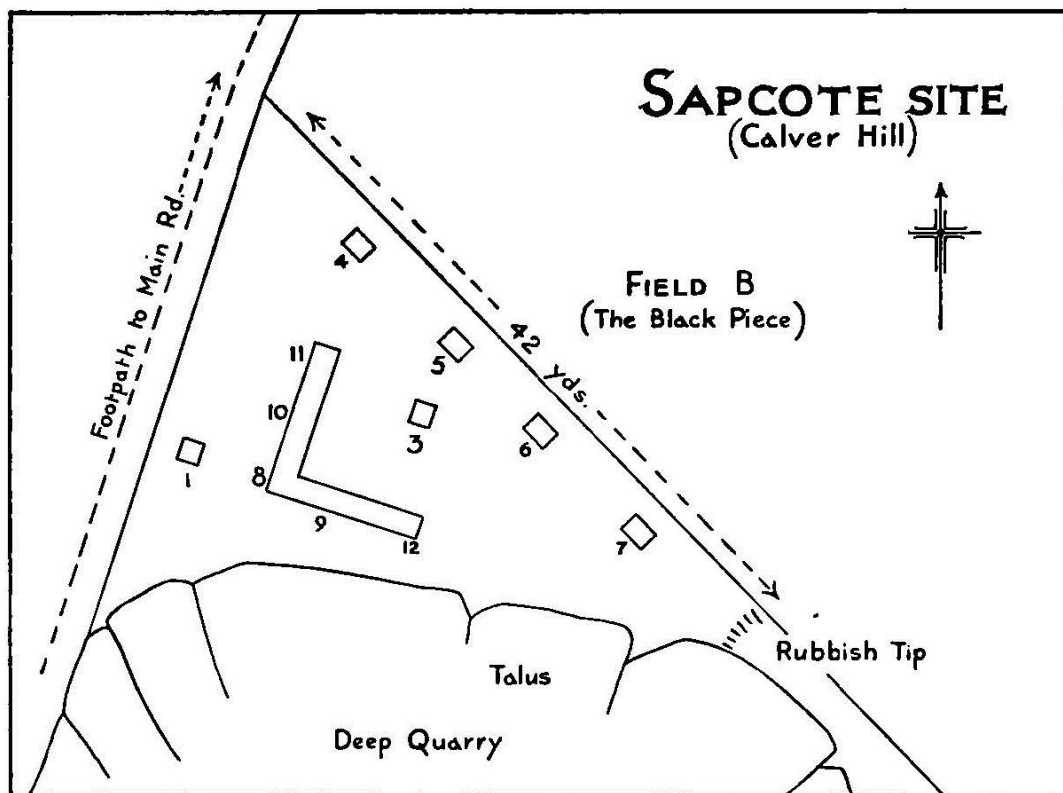 SAPCOTE SITE
(Calver Hill)
Footpath to Main Rd.
FIELD B
(The Black Piece)
42 yds.
4
5
11
10
3
6
1
8
9
12
7
Rubbish Tip
Talus
Deep Quarry